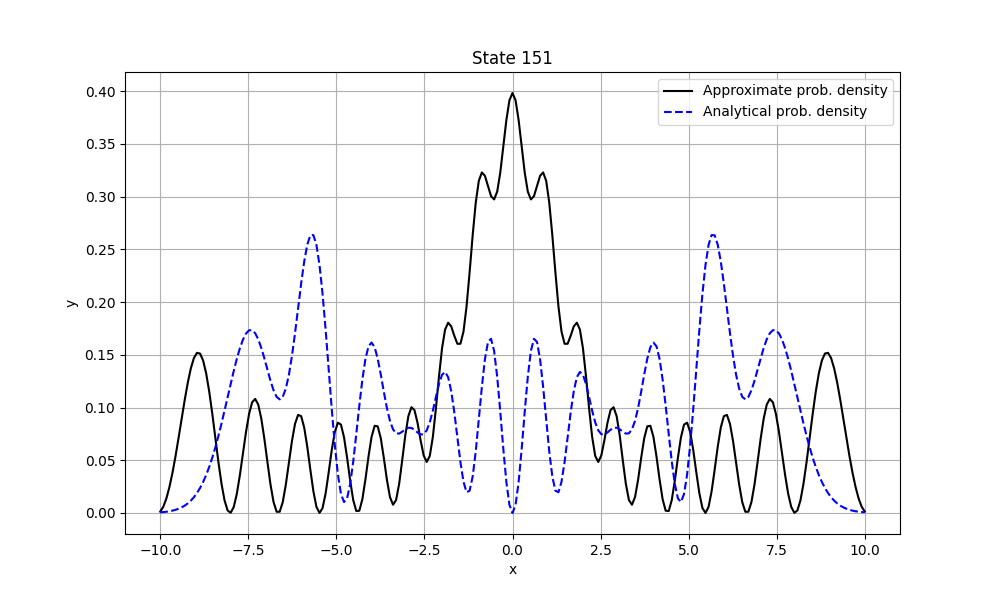 State 151
Approximate prob. density
Analytical prob. density
0.40
0.35
0.30
0.25
0.20
0.15
0.10
0.05
0.00
y
−10.0 −7.5 −5.0 −2.5 0.0 2.5 5.0 7.5 10.0
x